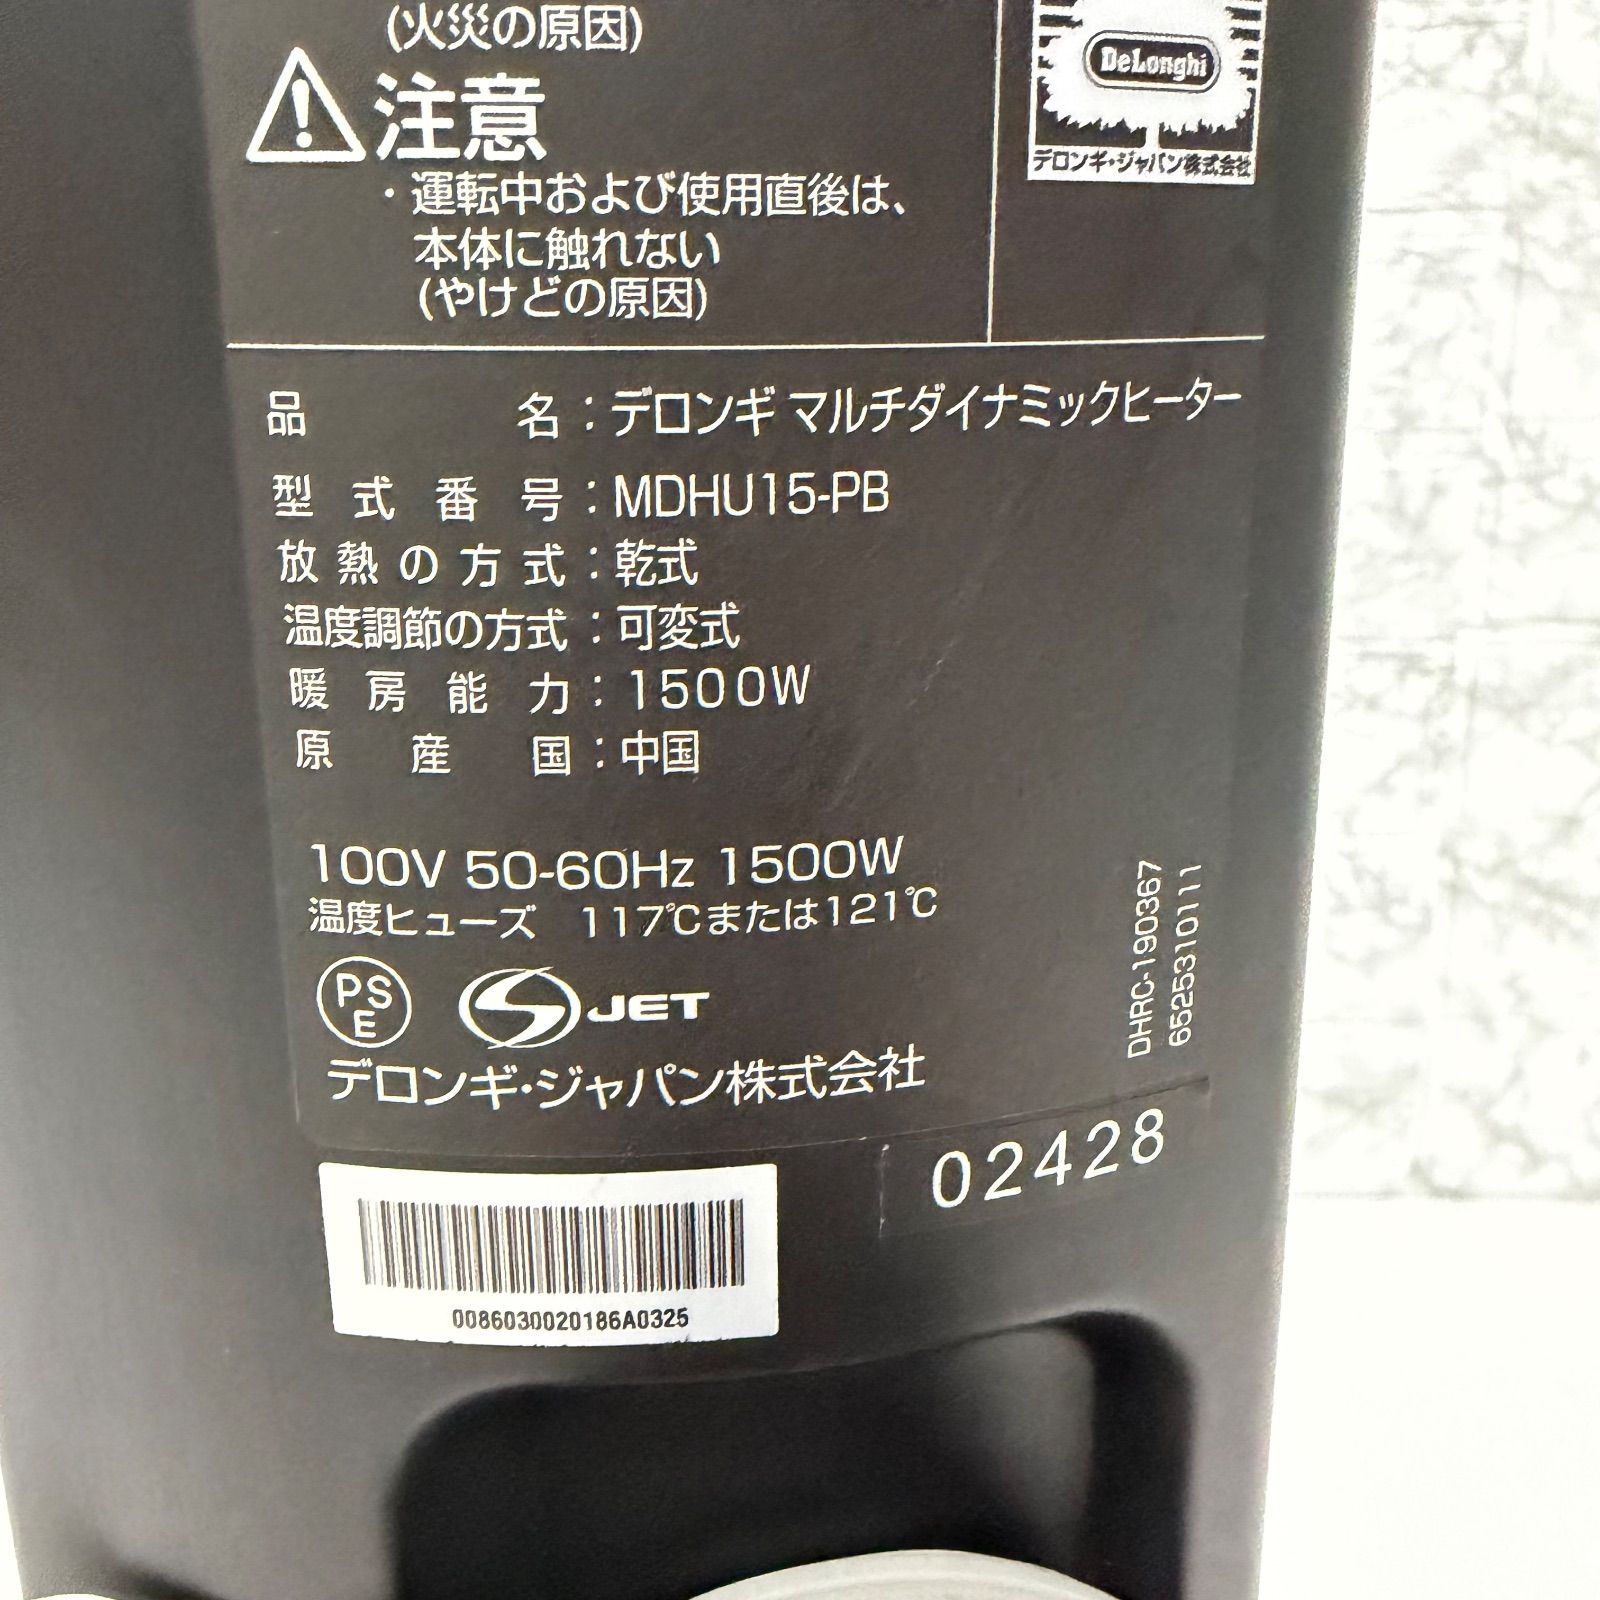 (火災の原因)
注意
・運転中および使用直後は、
本体に触れない
(やけどの原因)
DeLonghi
デロンギ・ジャパン株式会社
品名：デロンギ マルチダイナミックヒーター
型式番号：MDHU15-PB
放熱の方式：乾式
温度調節の方式：可変式
暖房能力：1500W
原産国：中国
100V 50-60Hz 1500W
温度ヒューズ 117℃または121℃
PSE
S JET
デロンギ・ジャパン株式会社
DHRC-190367
6525310111
02428
0086030020186A0325